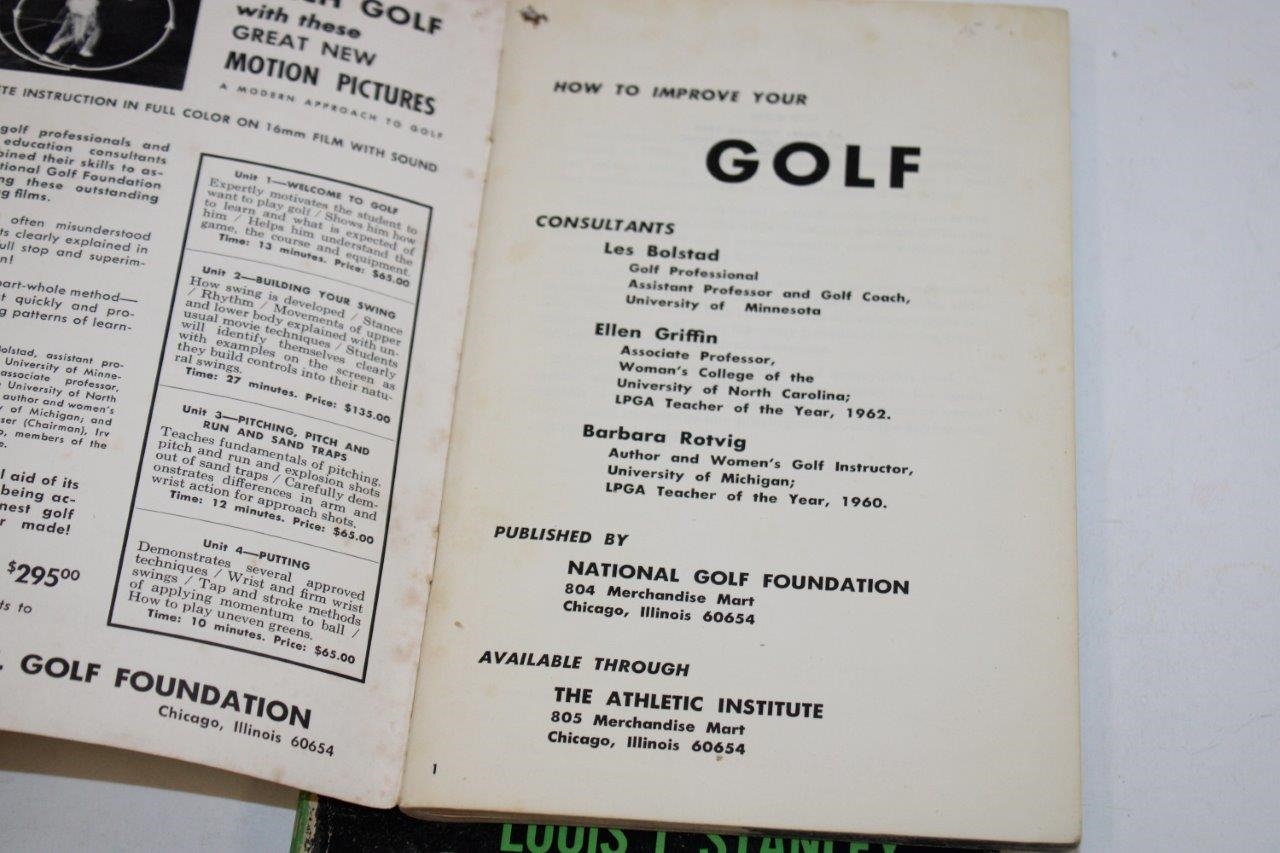 GOLF
with these
GREAT NEW
MOTION PICTURES
A MODERN APPROACH TO GOLF
INSTRUCTION IN FULL COLOR ON 16mm FILM WITH SOUND
golf professionals and
education consultants
their skills to as-
Golf Foundation
these outstanding
films.
often misunderstood
clearly explained in
stop and superim-
part-whole method—
quickly and pro-
patterns of learn-
Bolstad, assistant pro-
University of Minne-
associate professor,
University of North
author and women's
of Michigan; and
(Chairman), Irv
members of the
aid of its
being ac-
golf
made!
$295⁰⁰
to
Unit 1—WELCOME TO GOLF
Expertly motivates the student to
want to play golf / Shows him how
to learn and what is expected of
him / Helps him understand the
game, the course and equipment.
Time: 13 minutes. Price: $65.00
Unit 2—BUILDING YOUR SWING
How swing is developed / Stance
/ Rhythm / Movements of upper
and lower body explained with un-
usual movie techniques / Students
will identify themselves clearly
with examples on the screen as
they build controls into their natu-
ral swings.
Time: 27 minutes. Price: $135.00
Unit 3—PITCHING, PITCH AND
RUN AND SAND TRAPS
Teaches fundamentals of pitching,
pitch and run and explosion shots
out of sand traps / Carefully dem-
onstrates differences in arm and
wrist action for approach shots.
Time: 12 minutes. Price: $65.00
Unit 4—PUTTING
Demonstrates several approved
techniques / Wrist and firm wrist
swings / Tap and stroke methods
of applying momentum to ball /
How to play uneven greens.
Time: 10 minutes. Price: $65.00
GOLF FOUNDATION
Chicago, Illinois 60654
HOW TO IMPROVE YOUR
GOLF
CONSULTANTS
Les Bolstad
Golf Professional
Assistant Professor and Golf Coach,
University of Minnesota
Ellen Griffin
Associate Professor,
Woman's College of the
University of North Carolina;
LPGA Teacher of the Year, 1962.
Barbara Rotvig
Author and Women's Golf Instructor,
University of Michigan;
LPGA Teacher of the Year, 1960.
PUBLISHED BY
NATIONAL GOLF FOUNDATION
804 Merchandise Mart
Chicago, Illinois 60654
AVAILABLE THROUGH
THE ATHLETIC INSTITUTE
805 Merchandise Mart
Chicago, Illinois 60654
1
LOUIS T STANLEY